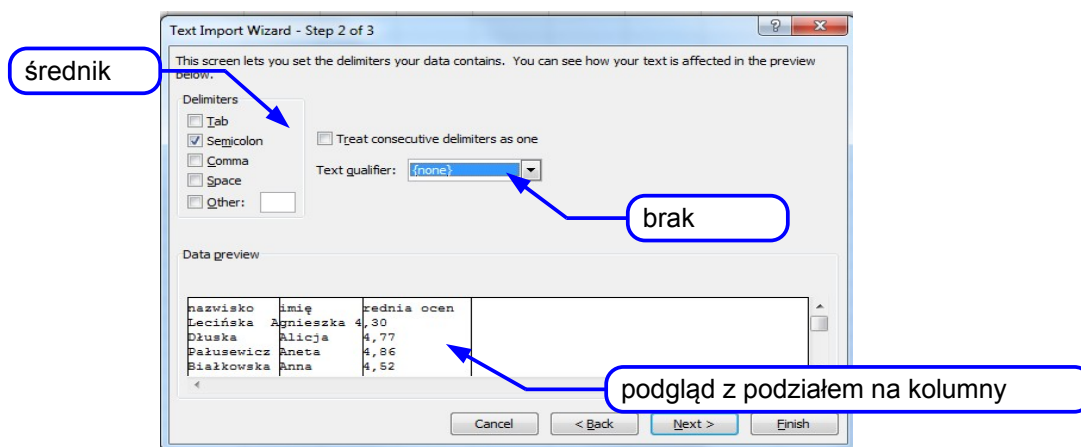 Text Import Wizard - Step 2 of 3
This screen lets you set the delimiters your data contains. You can see how your text is affected in the preview
below.
średnik
Delimiters
Tab
Semicolon
Comma
Space
Other:
Treat consecutive delimiters as one
Text qualifier: {none}
brak
Data preview
nazwisko imię rednia ocen
Lecińska Agnieszka 4,30
Dłuska Alicja 4,77
Pałusewicz Aneta 4,86
Białkowska Anna 4,52
podgląd z podziałem na kolumny
Cancel < Back Next > Finish